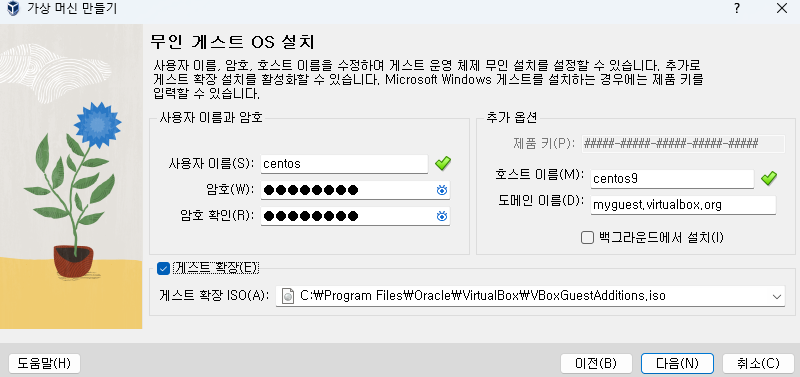 가상 머신 만들기
?
무인 게스트 OS 설치
사용자 이름, 암호, 호스트 이름을 수정하며 게스트 운영 체제 무인 설치를 설정할 수 있습니다. 추가로
게스트 확장 설치를 활성화할 수 있습니다. Microsoft Windows 게스트를 설치하는 경우에는 제품 키를
입력할 수 있습니다.
사용자 이름과 암호
사용자 이름(S): centos
암호(W): ●●●●●●●●
암호 확인(R): ●●●●●●●●
추가 옵션
제품 키(P): #####-#####-#####-#####-#####
호스트 이름(M): centos9
도메인 이름(D): myguest.virtualbox.org
백그라운드에서 설치(I)
게스트 확장(E)
게스트 확장 ISO(A): C:₩Program Files₩Oracle₩VirtualBox₩VBoxGuestAdditions.iso
도움말(H) 이전(B) 다음(N) 취소(C)